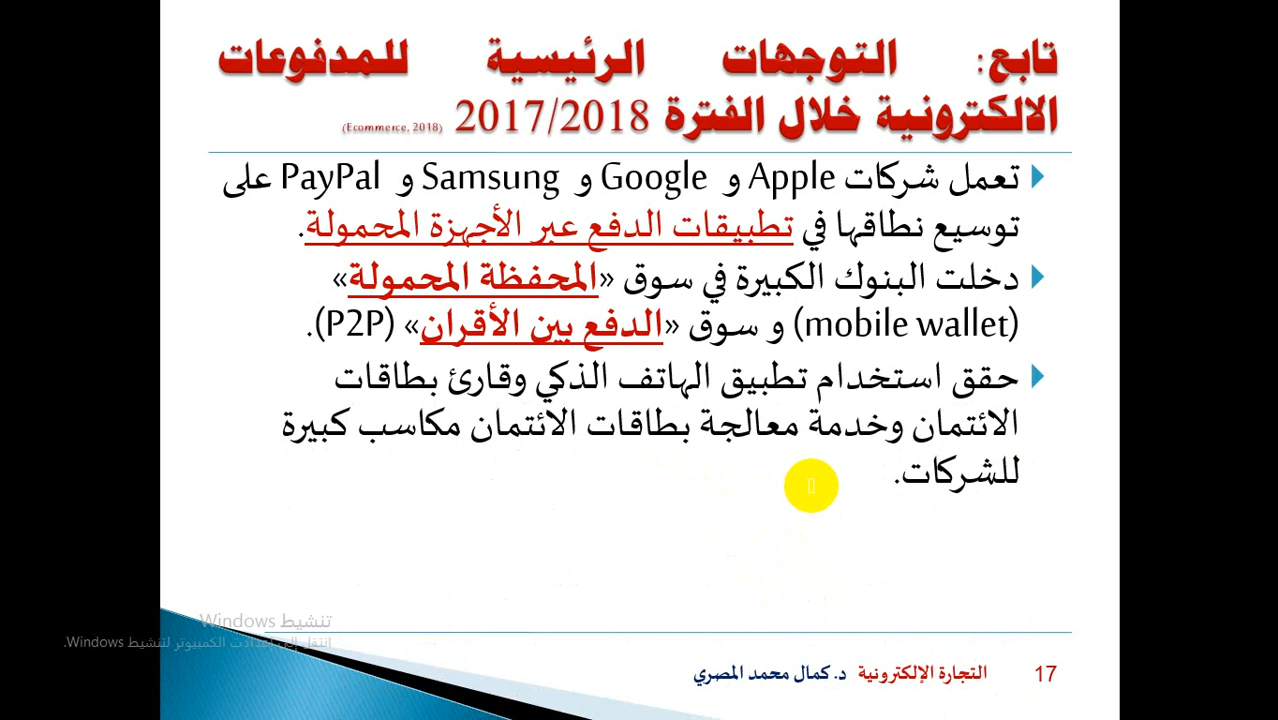 تابع: التوجهات الرئيسية للمدفوعات
الالكترونية خلال الفترة 2017/2018 (Ecommerce, 2018)
تعمل شركات Apple و Google و Samsung و PayPal على
توسيع نطاقها في تطبيقات الدفع عبر الأجهزة المحمولة.
دخلت البنوك الكبيرة في سوق «المحفظة المحمولة»
(mobile wallet) و سوق «الدفع بين الأقران» (P2P).
حقق استخدام تطبيق الهاتف الذكي وقارئ بطاقات
الائتمان وخدمة معالجة بطاقات الائتمان مكاسب كبيرة
للشركات.
تنشيط Windows
انتقل إلى إعدادات الكمبيوتر لتنشيط Windows.
17 التجارة الإلكترونية د. كمال محمد المصري